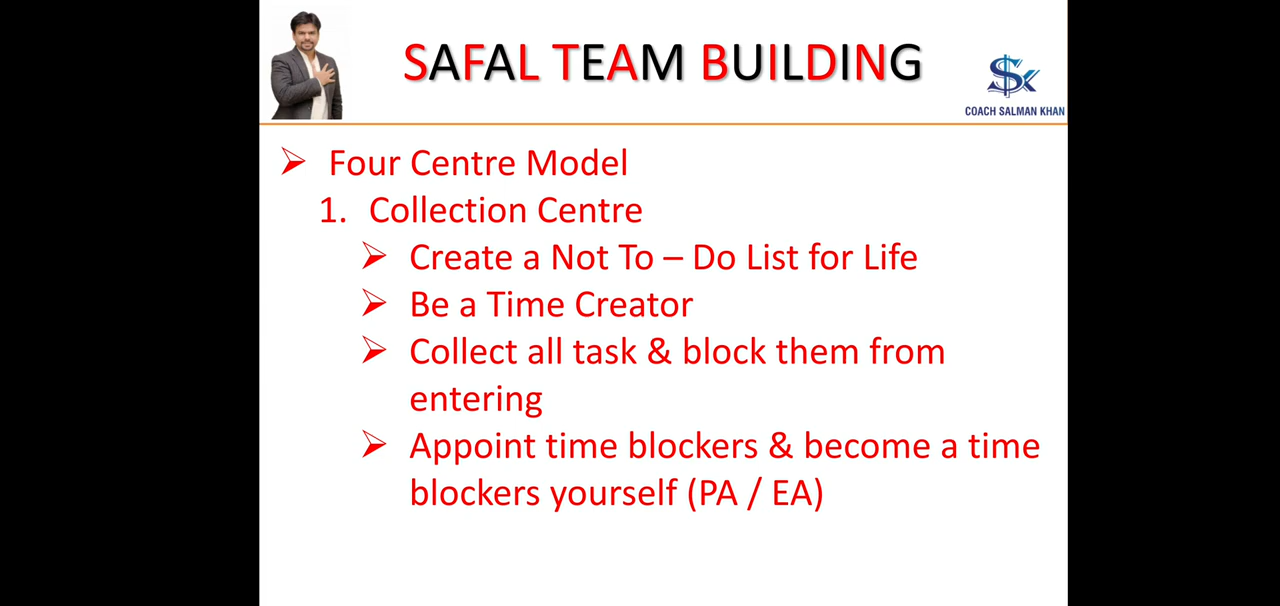 SAFAL TEAM BUILDING
COACH SALMAN KHAN
➢ Four Centre Model
1. Collection Centre
➢ Create a Not To – Do List for Life
➢ Be a Time Creator
➢ Collect all task & block them from
entering
➢ Appoint time blockers & become a time
blockers yourself (PA / EA)